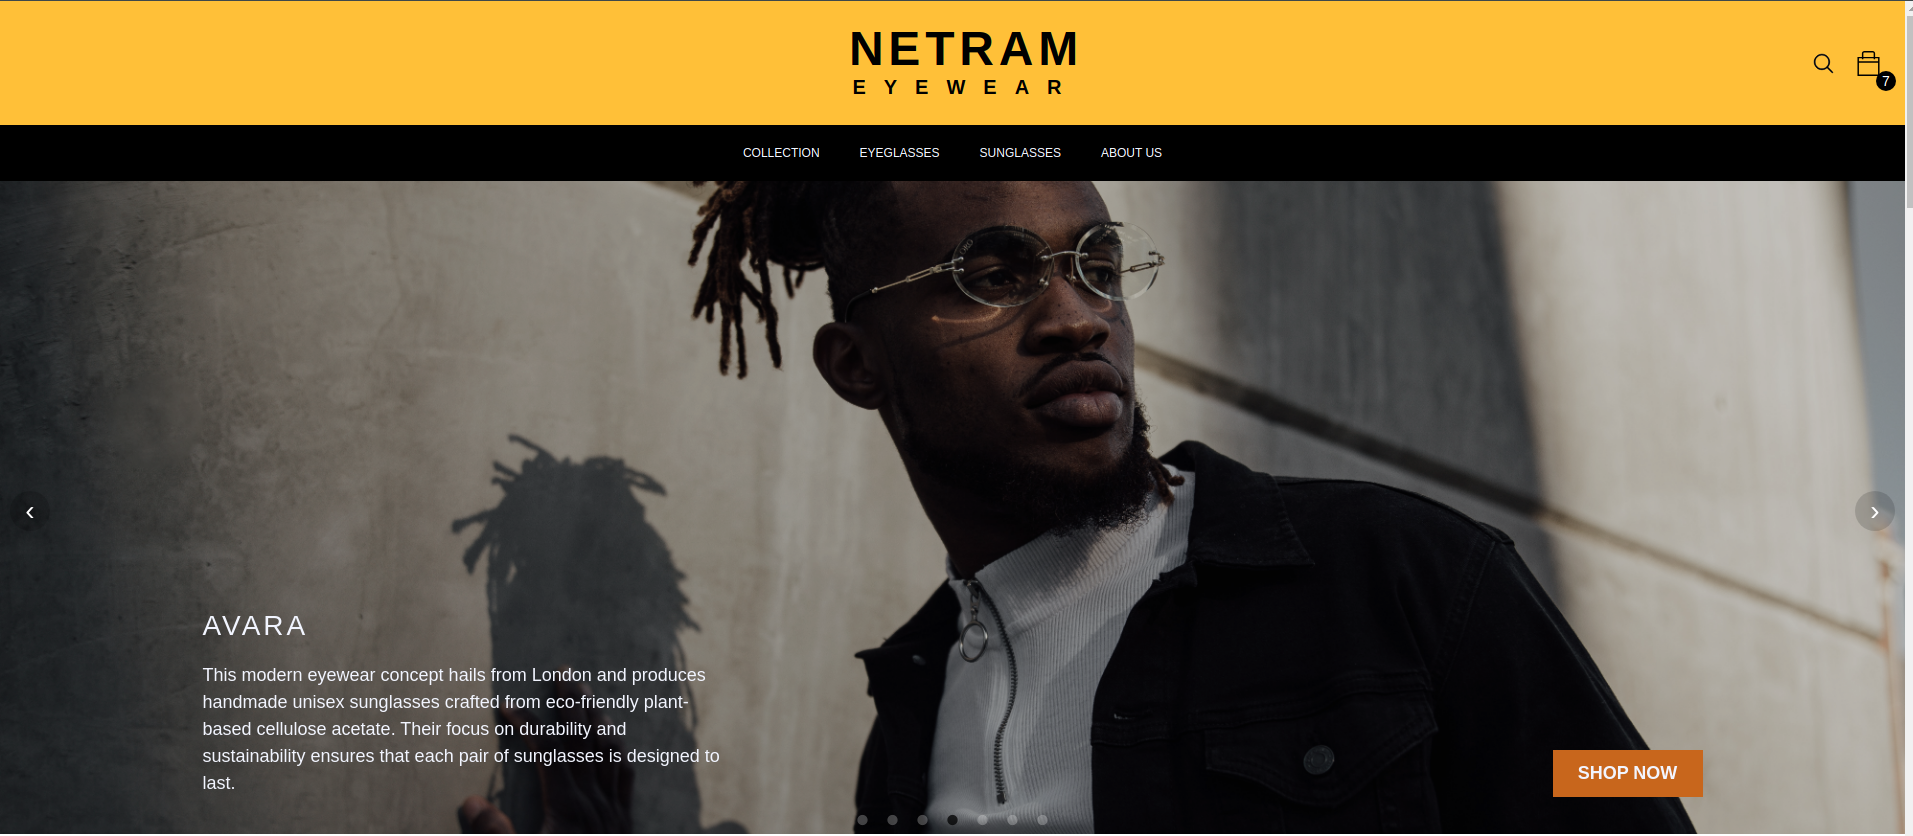 NETRAM
EYEWEAR
7
COLLECTION EYEGLASSES SUNGLASSES ABOUT US
‹ ›
AVARA
This modern eyewear concept hails from London and produces
handmade unisex sunglasses crafted from eco-friendly plant-
based cellulose acetate. Their focus on durability and
sustainability ensures that each pair of sunglasses is designed to
last.
SHOP NOW